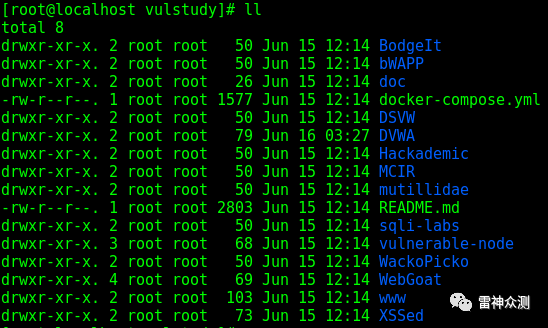 [root@localhost vulstudy]# ll
total 8
drwxr-xr-x. 2 root root   50 Jun 15 12:14 BodgeIt
drwxr-xr-x. 2 root root   50 Jun 15 12:14 bWAPP
drwxr-xr-x. 2 root root   26 Jun 15 12:14 doc
-rw-r--r--. 1 root root 1577 Jun 15 12:14 docker-compose.yml
drwxr-xr-x. 2 root root   50 Jun 15 12:14 DSVW
drwxr-xr-x. 2 root root   79 Jun 16 03:27 DVWA
drwxr-xr-x. 2 root root   50 Jun 15 12:14 Hackademic
drwxr-xr-x. 2 root root   50 Jun 15 12:14 MCIR
drwxr-xr-x. 2 root root   50 Jun 15 12:14 mutillidae
-rw-r--r--. 1 root root 2803 Jun 15 12:14 README.md
drwxr-xr-x. 2 root root   50 Jun 15 12:14 sqli-labs
drwxr-xr-x. 3 root root   68 Jun 15 12:14 vulnerable-node
drwxr-xr-x. 2 root root   50 Jun 15 12:14 WackoPicko
drwxr-xr-x. 4 root root   69 Jun 15 12:14 WebGoat
drwxr-xr-x. 2 root root  103 Jun 15 12:14 www
drwxr-xr-x. 2 root root   73 Jun 15 12:14 XSSed
雷神众测